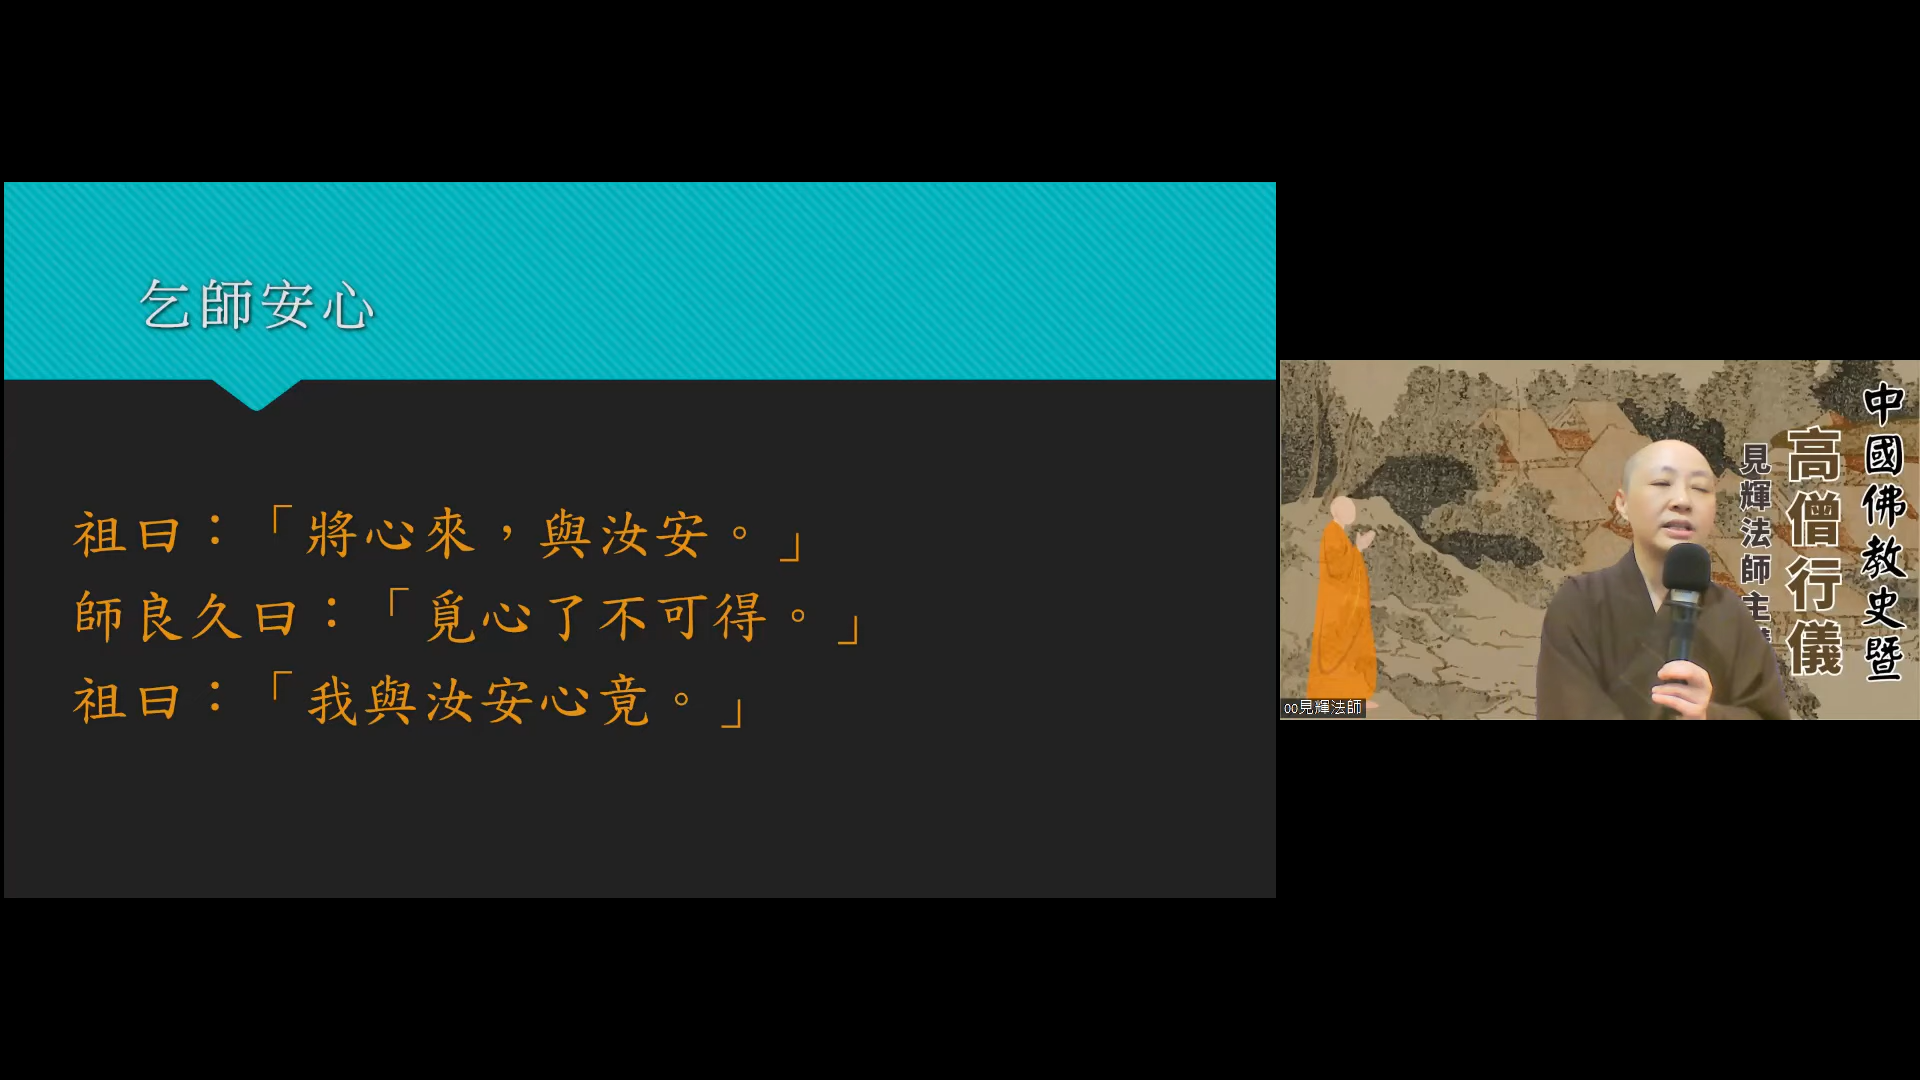 乞師安心
祖曰：「將心來，與汝安。」
師良久曰：「覓心了不可得。」
祖曰：「我與汝安心竟。」
中國佛教史暨
高僧行儀
見輝法師主
00見輝法師